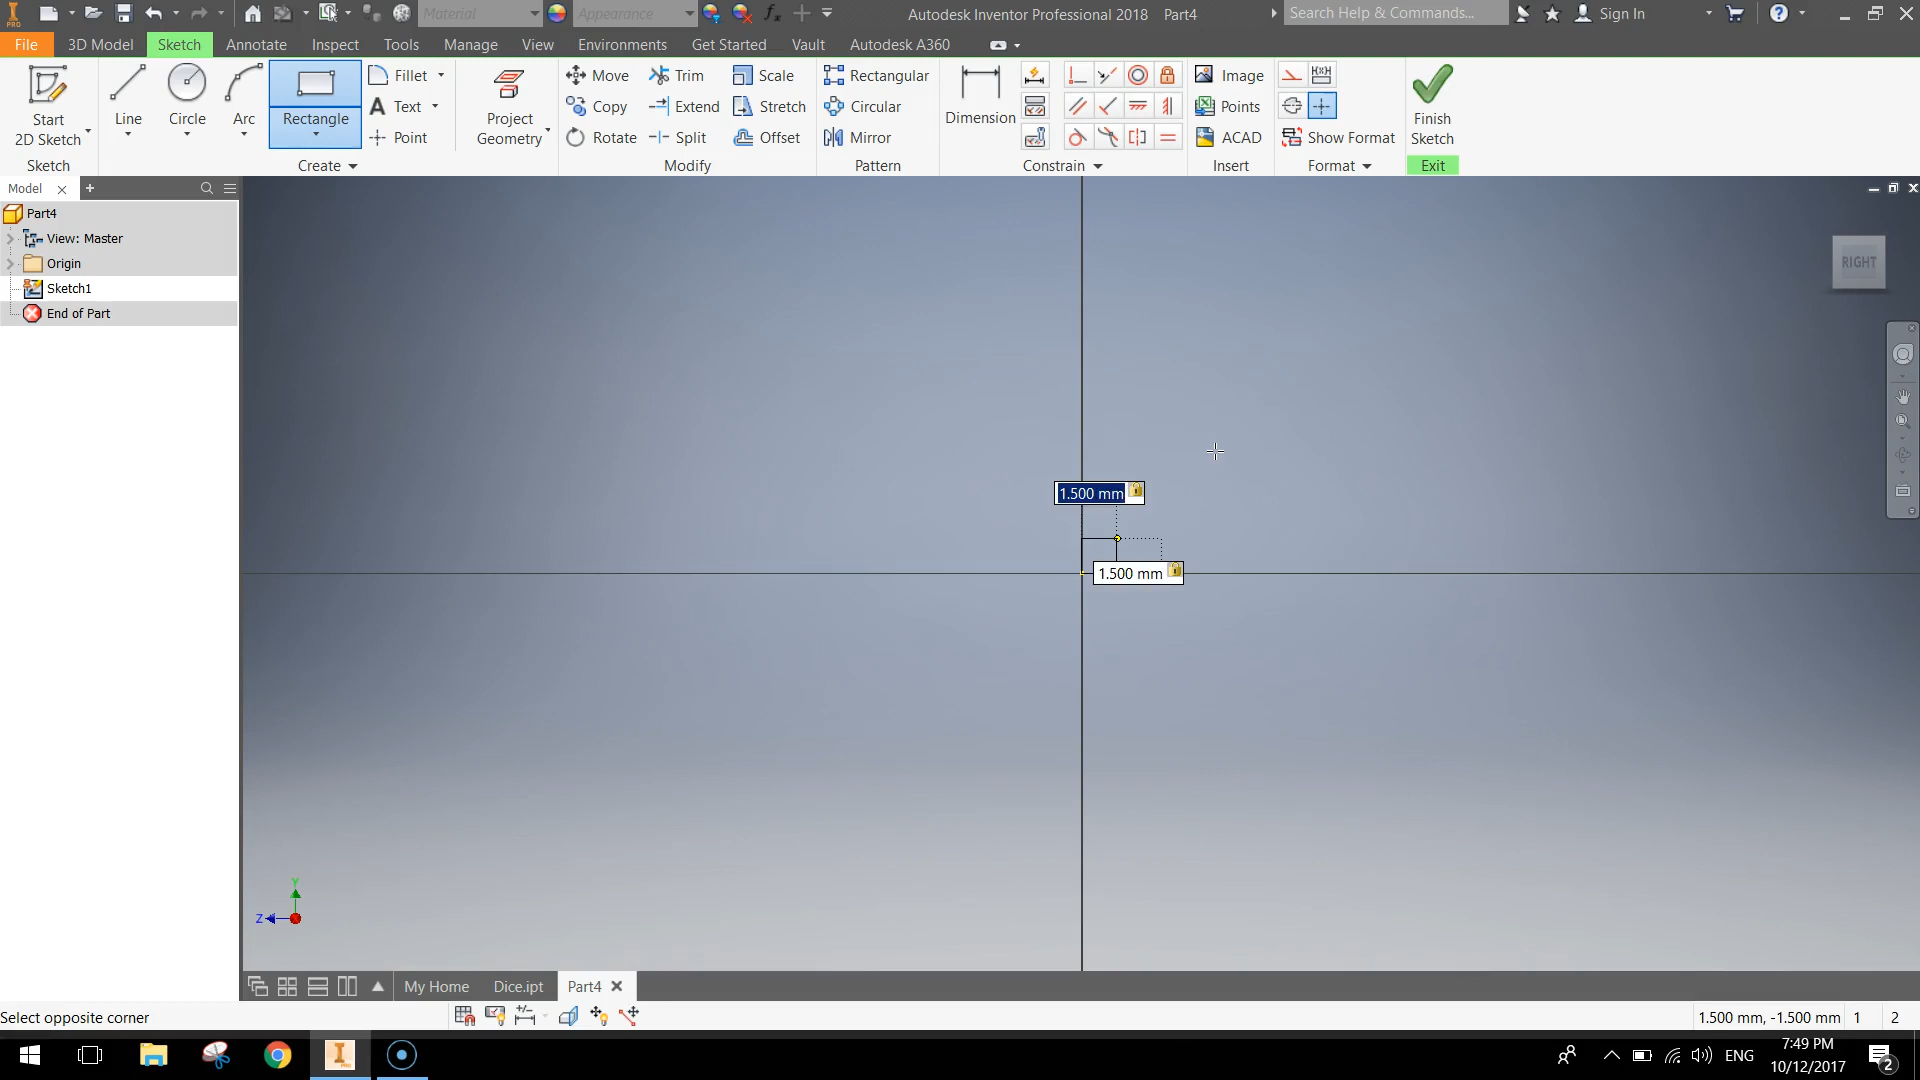 PRO Material Appearance fx Autodesk Inventor Professional 2018 Part4 Search Help & Commands... Sign In
File 3D Model Sketch Annotate Inspect Tools Manage View Environments Get Started Vault Autodesk A360
Start
2D Sketch
Line
Circle
Arc
Rectangle
Fillet
Text
Point
Project
Geometry
Move
Copy
Rotate
Trim
Extend
Split
Scale
Stretch
Offset
Rectangular
Circular
Mirror
Dimension
Image
Points
ACAD
Show Format
Finish
Sketch
Sketch Create Modify Pattern Constrain Insert Format Exit
Model
Part4
View: Master
Origin
Sketch1
End of Part
RIGHT
1.500 mm
1.500 mm
Y
Z
My Home Dice.ipt Part4
Select opposite corner 1.500 mm, -1.500 mm 1 2
ENG
7:49 PM
10/12/2017
2